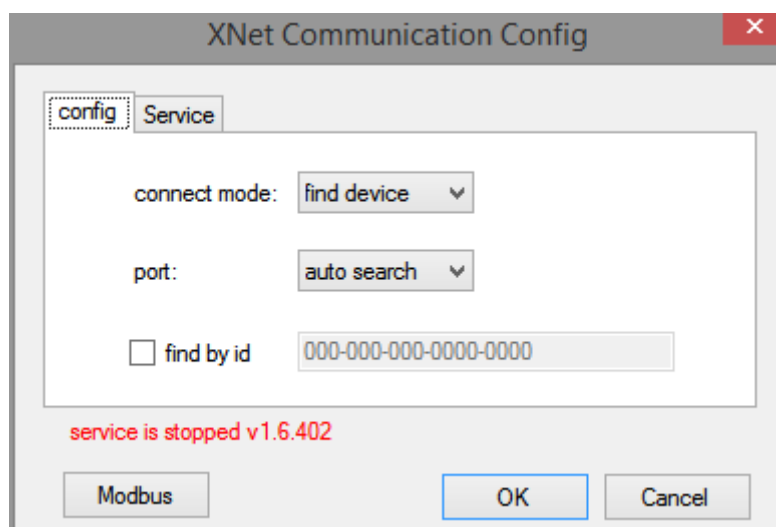 XNet Communication Config
config Service
connect mode: find device
port: auto search
find by id 000-000-000-0000-0000
service is stopped v1.6.402
Modbus OK Cancel